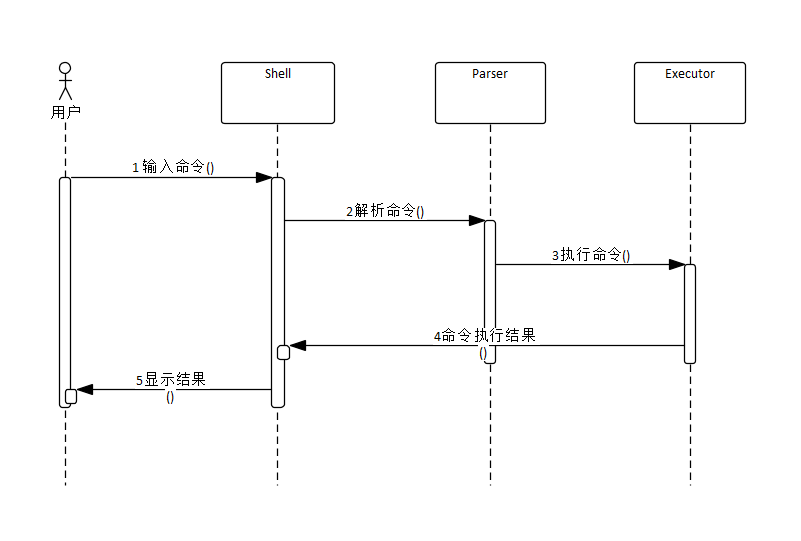 Shell
Parser
Executor
用户
1 输入命令()
2解析命令()
3执行命令()
4命令执行结果
()
5显示结果
()